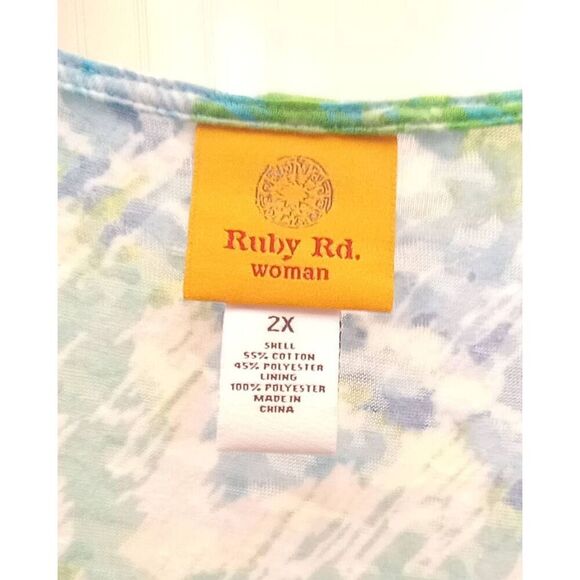 Ruby Rd.
woman
2X
SHELL
55% COTTON
45% POLYESTER
LINING
100% POLYESTER
MADE IN
CHINA